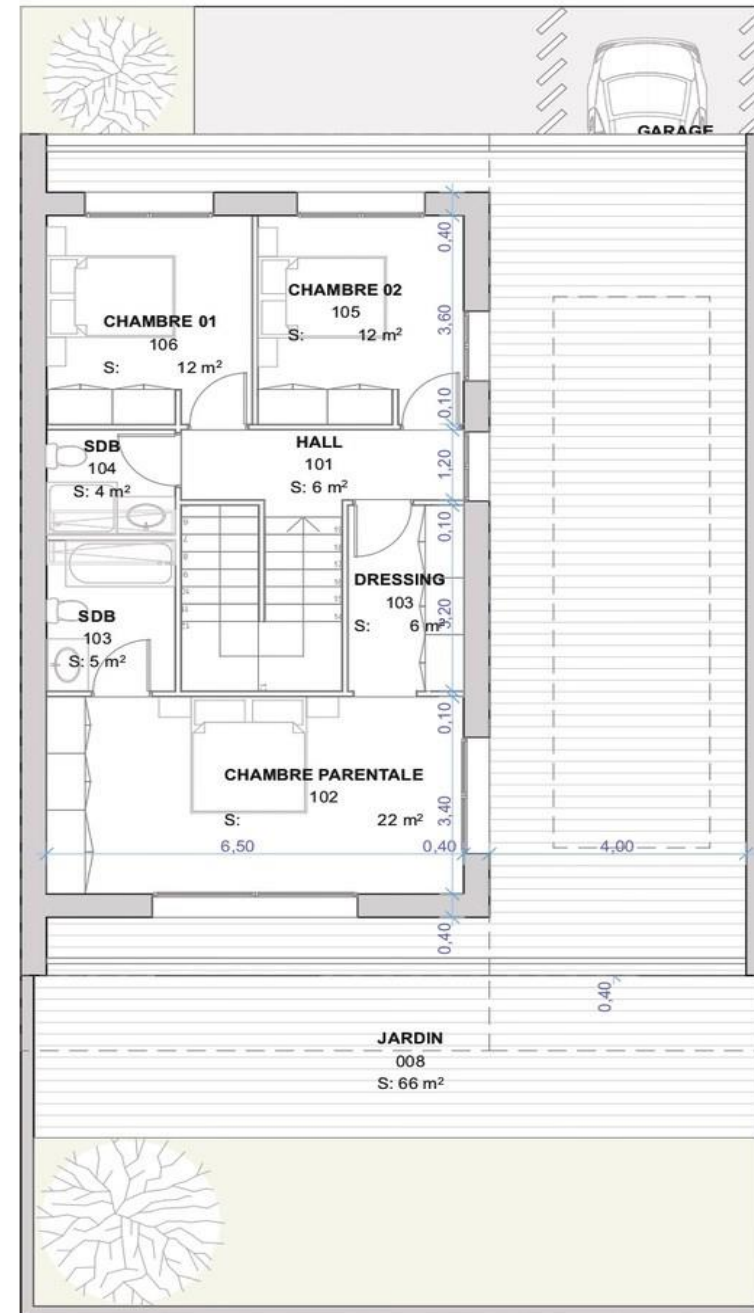 GARAGE
0,40
CHAMBRE 02
105
S: 12 m²
3,60
CHAMBRE 01
106
S: 12 m²
0,10
SDB
104
S: 4 m²
HALL
101
S: 6 m²
1,20
0,10
DRESSING
103
S: 6 m²
3,20
SDB
103
S: 5 m²
0,10
CHAMBRE PARENTALE
102
S: 22 m²
3,40
6,50
0,40
4,00
0,40
0,40
JARDIN
008
S: 66 m²